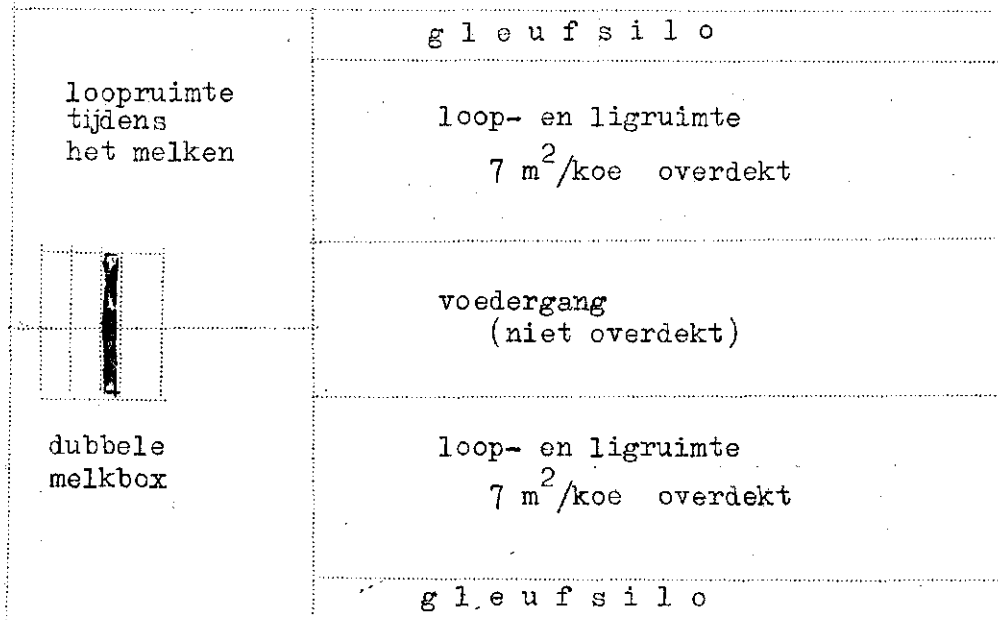 g l e u f s i l o
loopruimte
tijdens
het melken
loop- en ligruimte
7 m²/koe overdekt
voedergang
(niet overdekt)
dubbele
melkbox
loop- en ligruimte
7 m²/koe overdekt
g l e u f s i l o